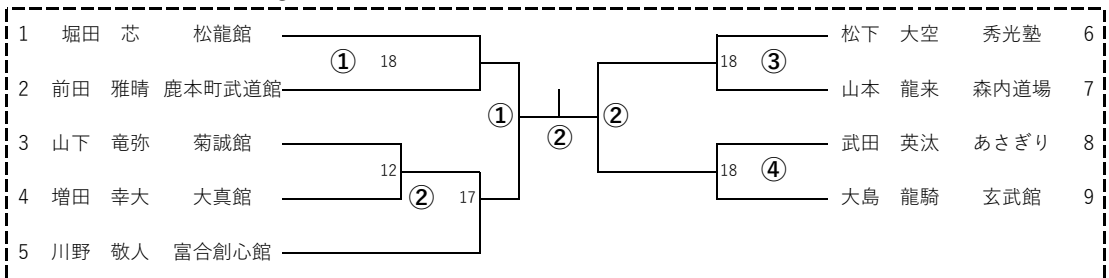 1 堀田 芯 松龍館
① 18
2 前田 雅晴 鹿本町武道館
①
3 山下 竜弥 菊誠館
12
② 17
4 増田 幸大 大真館
5 川野 敬人 富合創心館
②
②
松下 大空 秀光塾 6
18 ③
山本 龍来 森内道場 7
武田 英汰 あさぎり 8
18 ④
大島 龍騎 玄武館 9